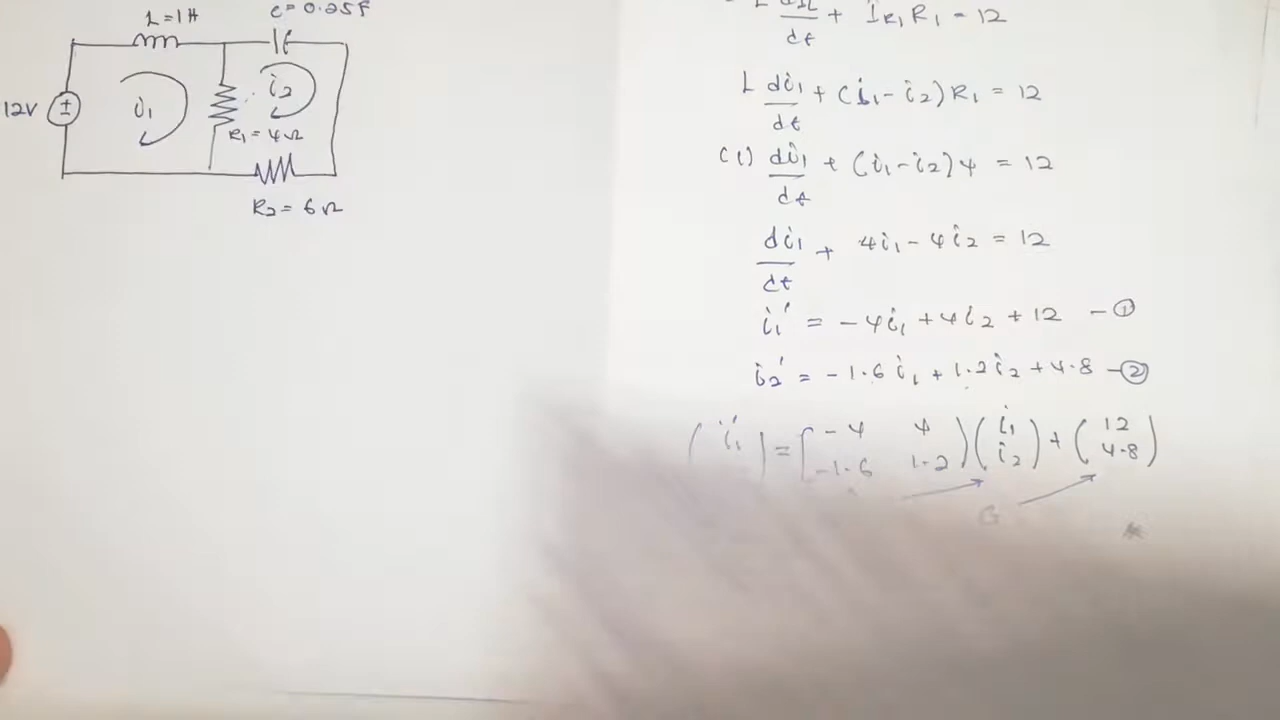 L = 1H
C = 0.25F
12V
i1
i2
R1 = 4Ω
R2 = 6Ω
+ IR1 R1 = 12
dt
L di1/dt + (i1 - i2) R1 = 12
(1) di1/dt + (i1 - i2) 4 = 12
di1/dt + 4i1 - 4i2 = 12
i1' = -4i1 + 4i2 + 12 - ①
i2' = -1.6 i1 + 1.2 i2 + 4.8 - ②
( i1' ) = [ -4 4 ) ( i1 ) + ( 12 )
-1.6 1.2 i2 4.8
G